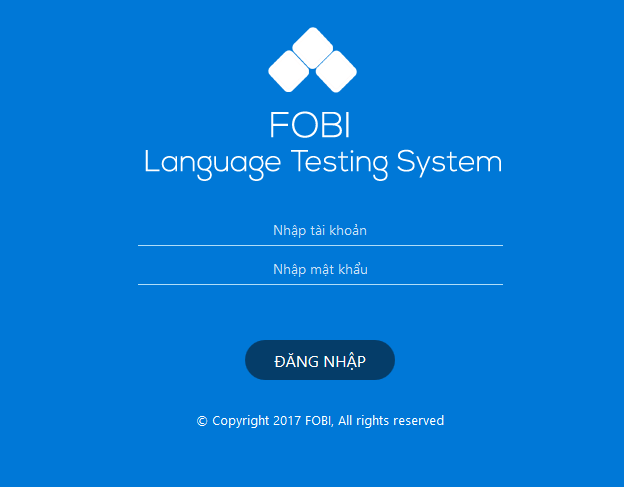 FOBI
Language Testing System
Nhập tài khoản
Nhập mật khẩu
ĐĂNG NHẬP
© Copyright 2017 FOBI, All rights reserved